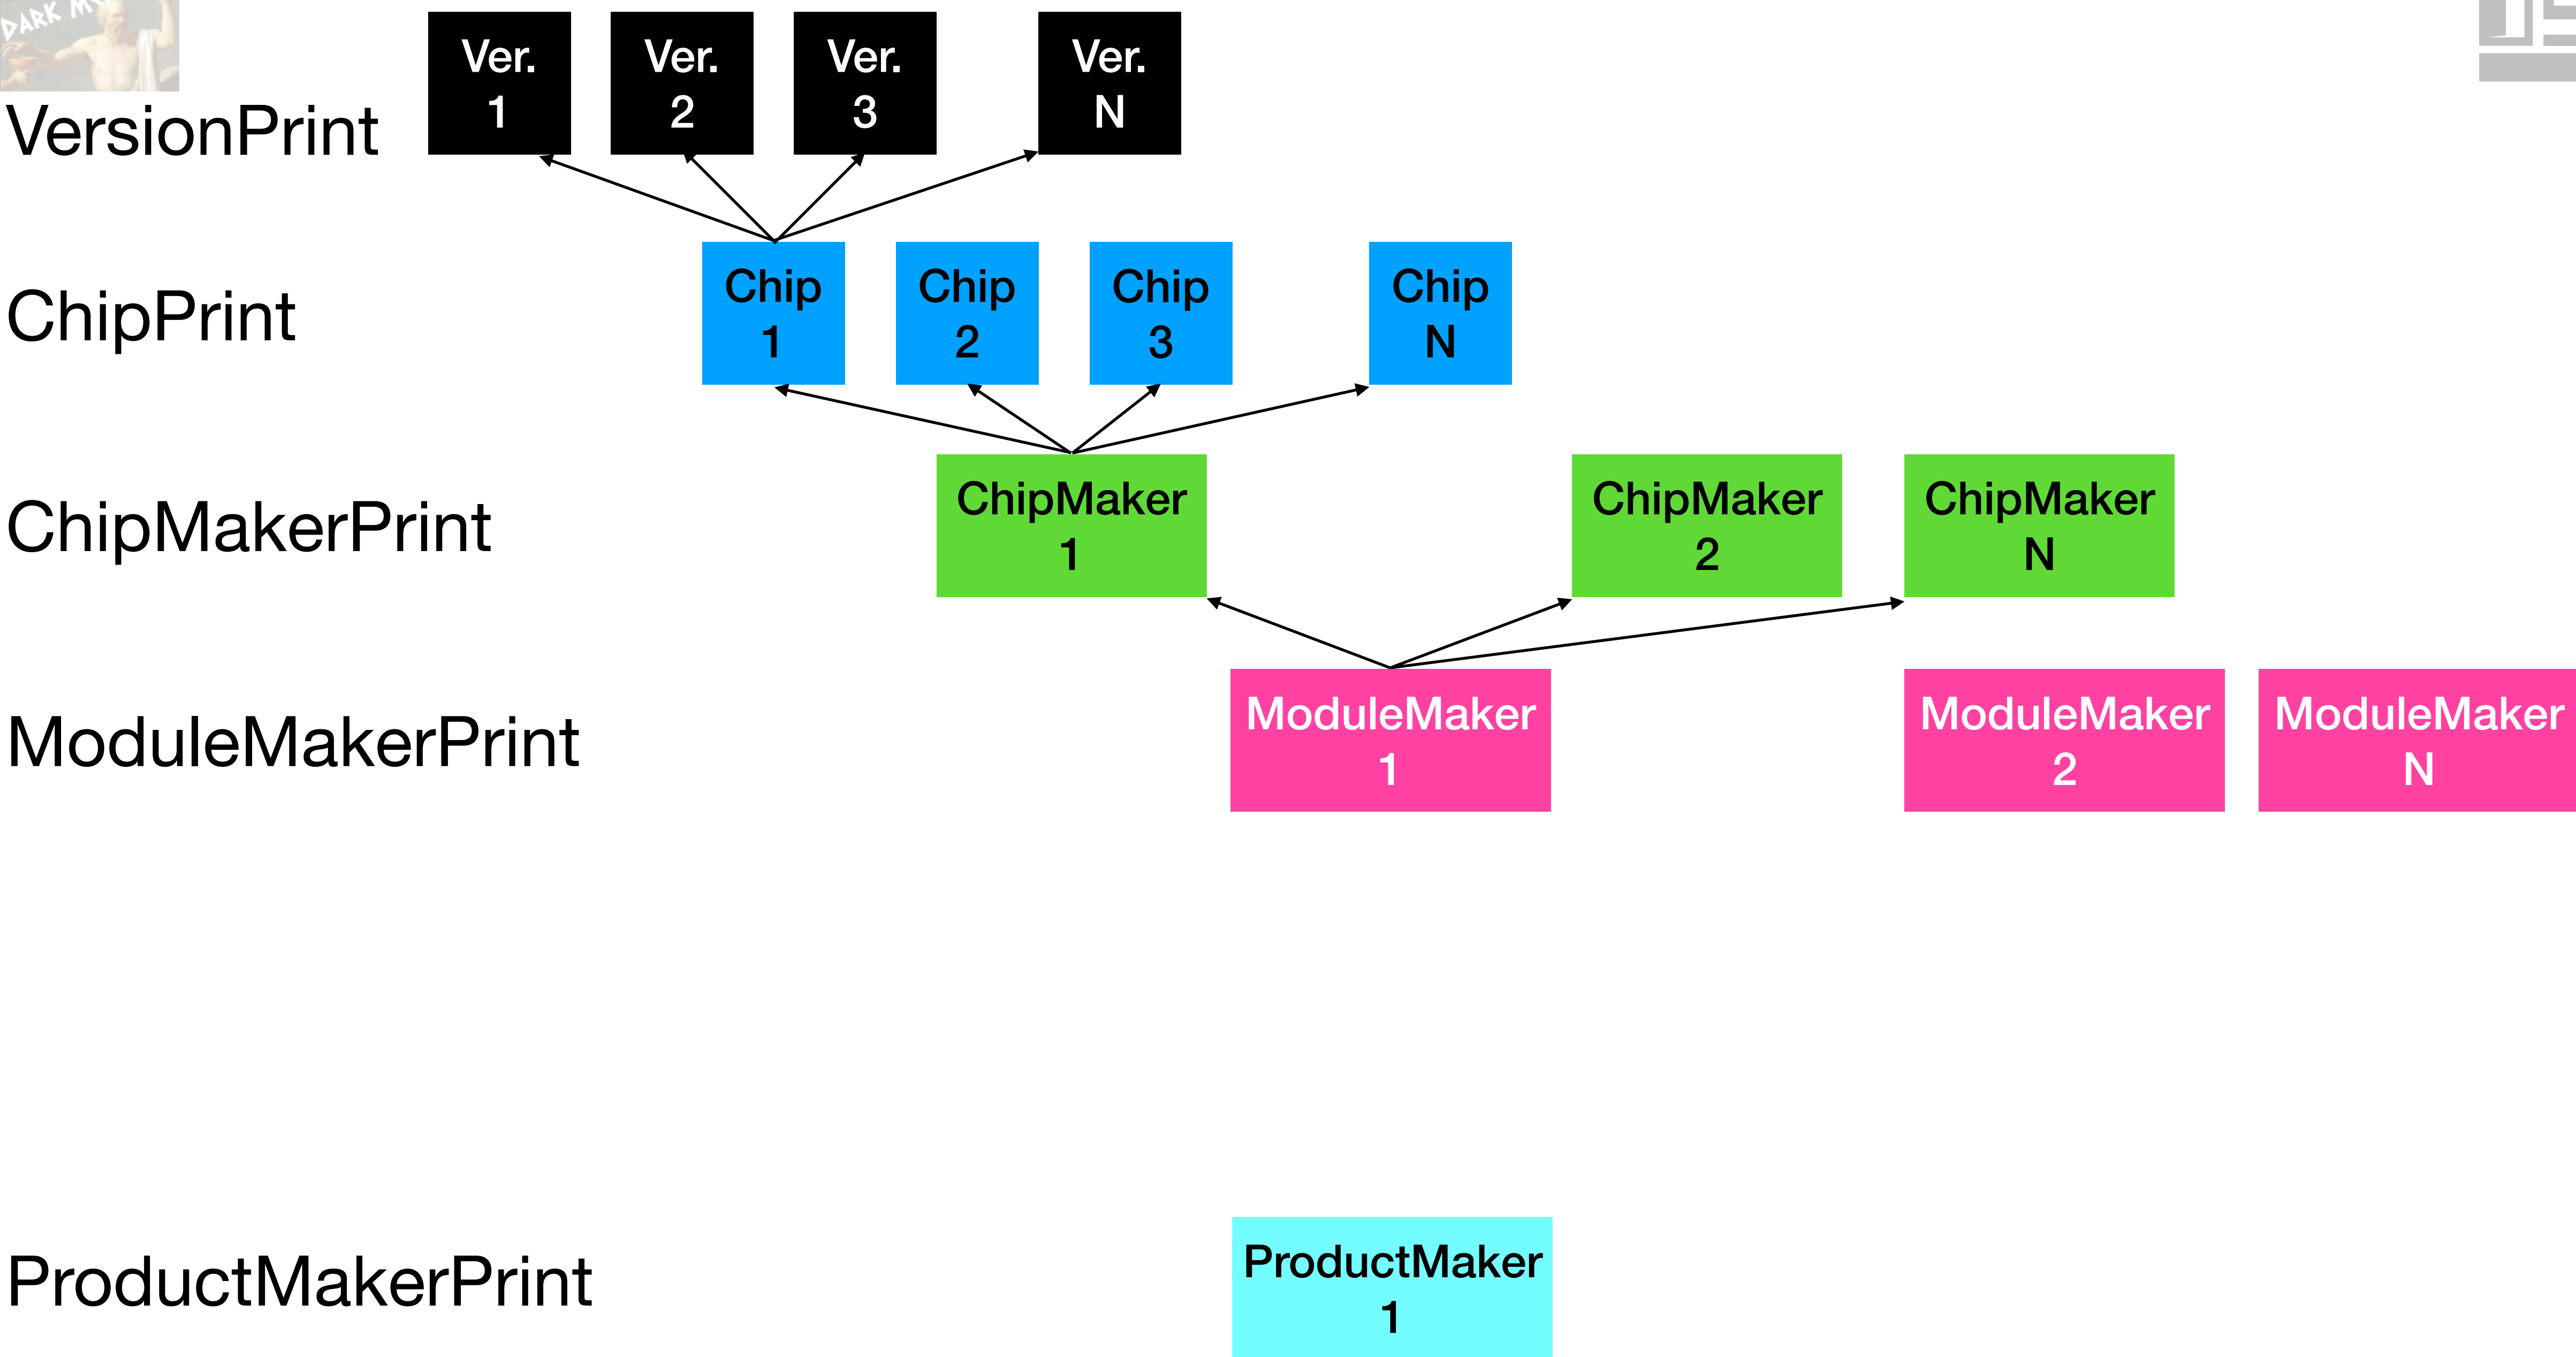 DARK
Ver.
1
Ver.
2
Ver.
3
Ver.
N
VersionPrint
Chip
1
Chip
2
Chip
3
Chip
N
ChipPrint
ChipMaker
1
ChipMaker
2
ChipMaker
N
ChipMakerPrint
ModuleMaker
1
ModuleMaker
2
ModuleMaker
N
ModuleMakerPrint
ProductMaker
1
ProductMakerPrint